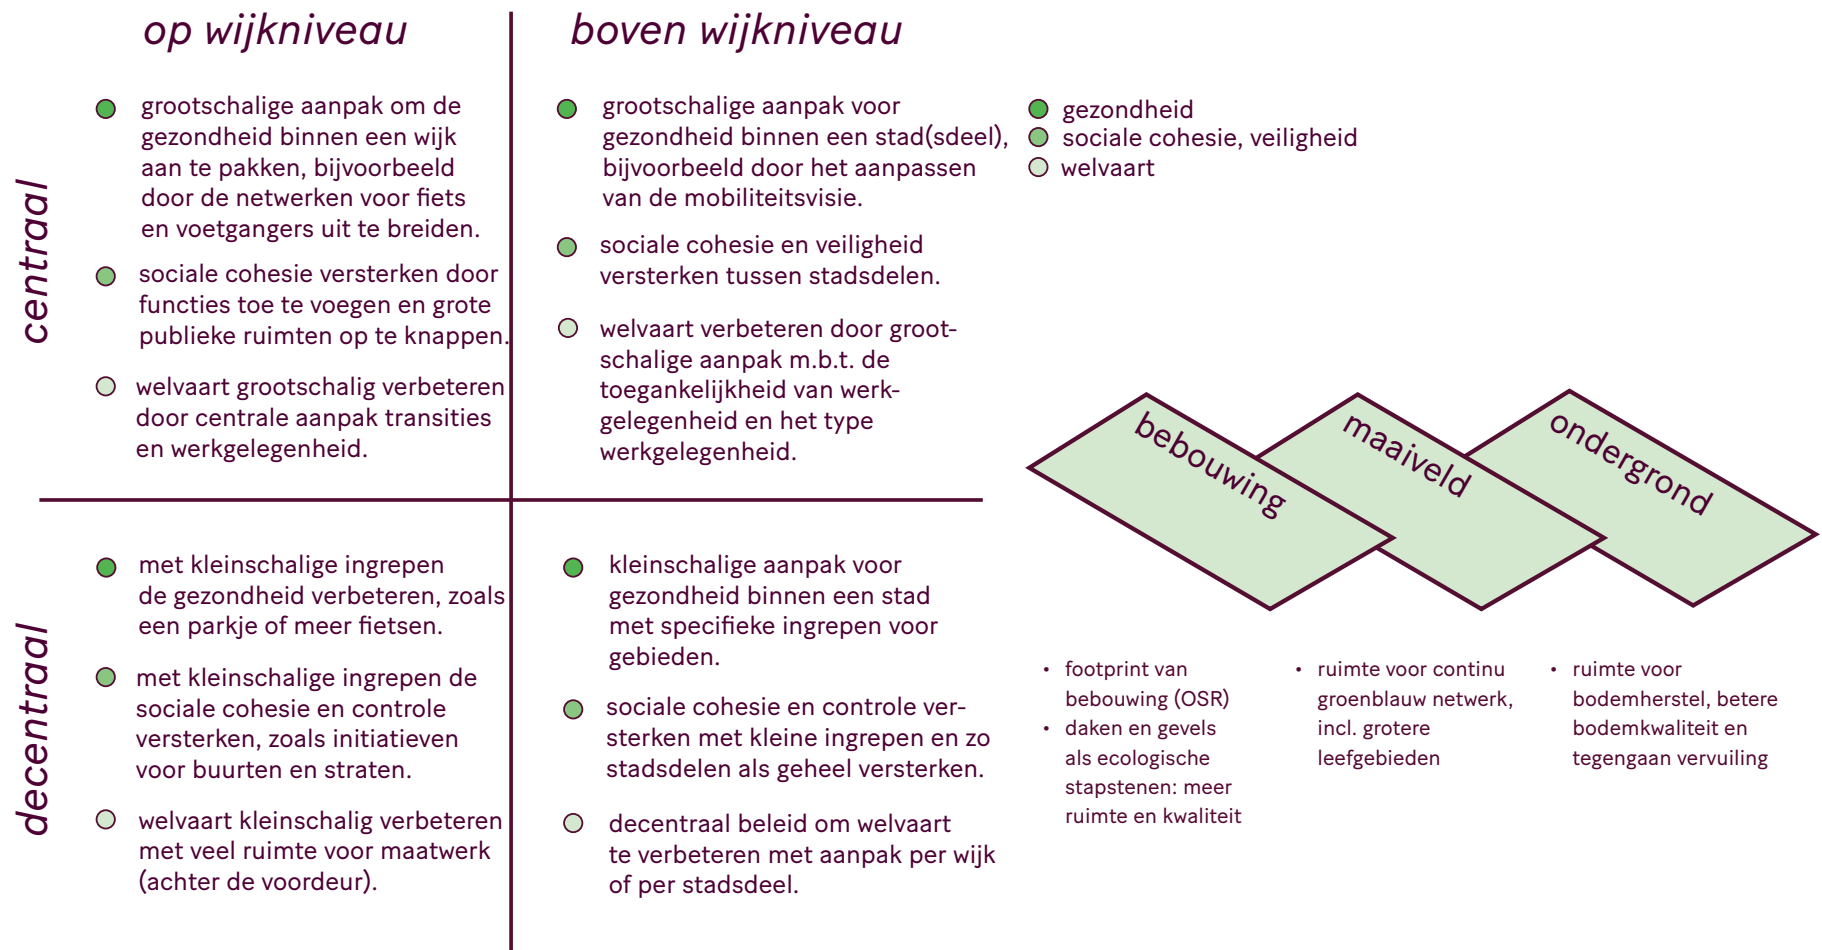 op wijkniveau
boven wijkniveau
centraal
grootschalige aanpak om de
gezondheid binnen een wijk
aan te pakken, bijvoorbeeld
door de netwerken voor fiets
en voetgangers uit te breiden.
sociale cohesie versterken door
functies toe te voegen en grote
publieke ruimten op te knappen.
welvaart grootschalig verbeteren
door centrale aanpak transities
en werkgelegenheid.
grootschalige aanpak voor
gezondheid binnen een stad(sdeel),
bijvoorbeeld door het aanpassen
van de mobiliteitsvisie.
sociale cohesie en veiligheid
versterken tussen stadsdelen.
welvaart verbeteren door groot-
schalige aanpak m.b.t. de
toegankelijkheid van werk-
gelegenheid en het type
werkgelegenheid.
gezondheid
sociale cohesie, veiligheid
welvaart
decentraal
met kleinschalige ingrepen
de gezondheid verbeteren, zoals
een parkje of meer fietsen.
met kleinschalige ingrepen de
sociale cohesie en controle
versterken, zoals initiatieven
voor buurten en straten.
welvaart kleinschalig verbeteren
met veel ruimte voor maatwerk
(achter de voordeur).
kleinschalige aanpak voor
gezondheid binnen een stad
met specifieke ingrepen voor
gebieden.
sociale cohesie en controle ver-
sterken met kleine ingrepen en zo
stadsdelen als geheel versterken.
decentraal beleid om welvaart
te verbeteren met aanpak per wijk
of per stadsdeel.
bebouwing
maaiveld
ondergrond
• footprint van
bebouwing (OSR)
• daken en gevels
als ecologische
stapstenen: meer
ruimte en kwaliteit
• ruimte voor continu
groenblauw netwerk,
incl. grotere
leefgebieden
• ruimte voor
bodemherstel, betere
bodemkwaliteit en
tegengaan vervuiling